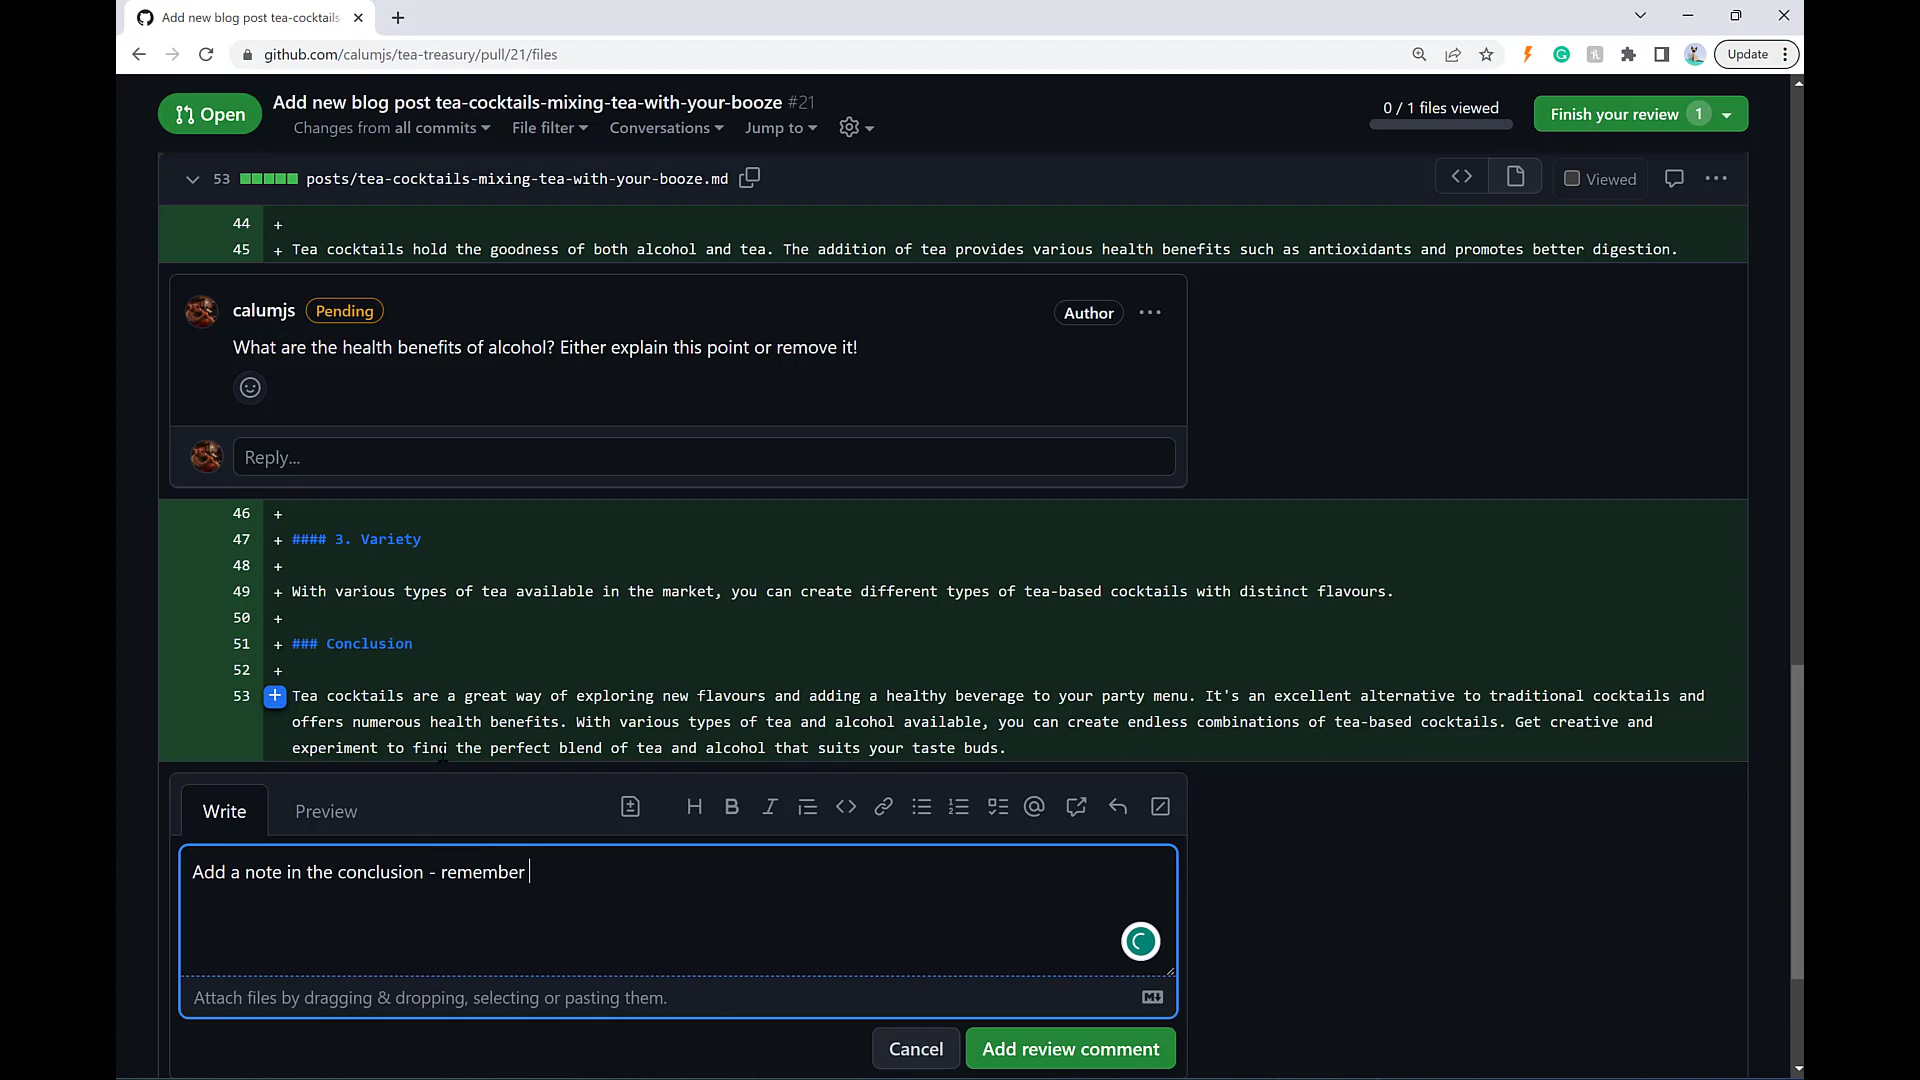 Add new blog post tea-cocktails-
github.com/calumjs/tea-treasury/pull/21/files
Update
Open
Add new blog post tea-cocktails-mixing-tea-with-your-booze #21
Changes from all commits
File filter
Conversations
Jump to
0 / 1 files viewed
Finish your review 1
53 posts/tea-cocktails-mixing-tea-with-your-booze.md
Viewed
44 +
45 + Tea cocktails hold the goodness of both alcohol and tea. The addition of tea provides various health benefits such as antioxidants and promotes better digestion.
calumjs Pending
Author
What are the health benefits of alcohol? Either explain this point or remove it!
Reply...
46 +
47 + #### 3. Variety
48 +
49 + With various types of tea available in the market, you can create different types of tea-based cocktails with distinct flavours.
50 +
51 + ### Conclusion
52 +
53 + Tea cocktails are a great way of exploring new flavours and adding a healthy beverage to your party menu. It's an excellent alternative to traditional cocktails and
offers numerous health benefits. With various types of tea and alcohol available, you can create endless combinations of tea-based cocktails. Get creative and
experiment to find the perfect blend of tea and alcohol that suits your taste buds.
Write
Preview
Add a note in the conclusion - remember
Attach files by dragging & dropping, selecting or pasting them.
Cancel
Add review comment